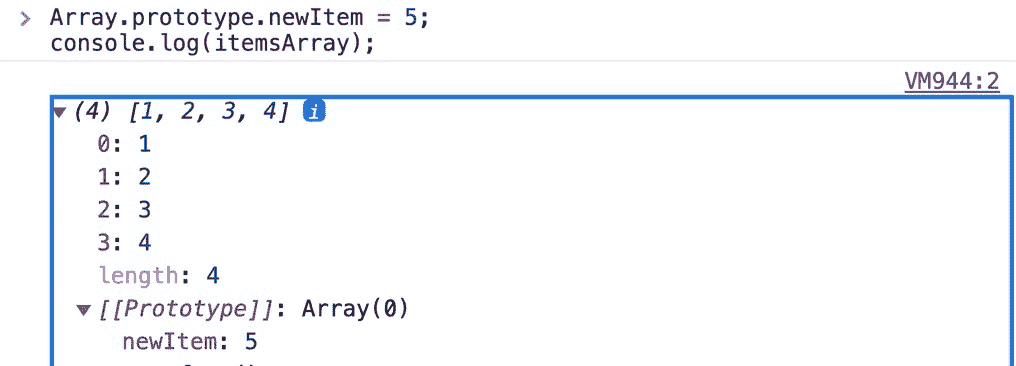 > Array.prototype.newItem = 5;
console.log(itemsArray);
VM944:2
▼ (4) [1, 2, 3, 4] i
0: 1
1: 2
2: 3
3: 4
length: 4
▼ [[Prototype]]: Array(0)
newItem: 5